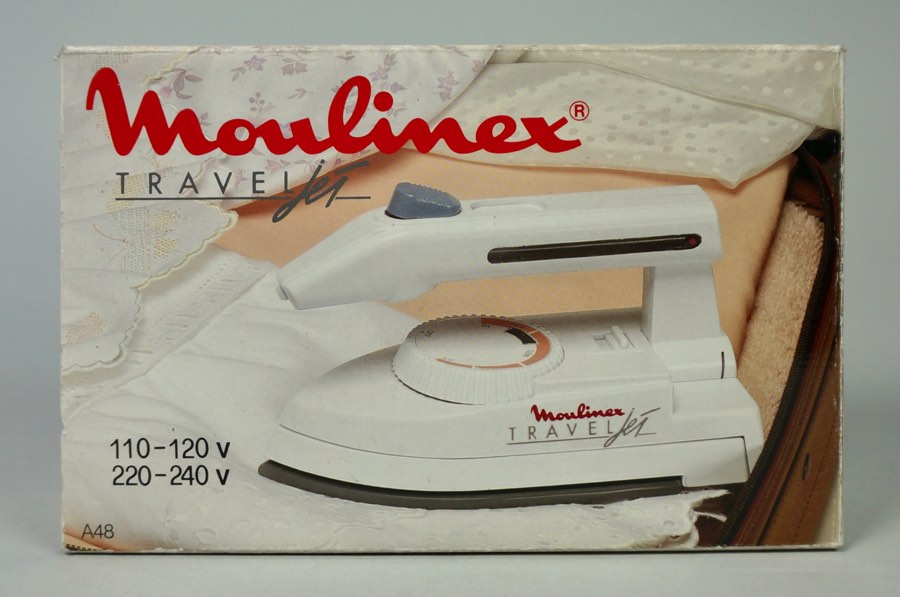 Moulinex®
TRAVEL jet
Moulinex
TRAVEL jet
110-120 V
220-240 V
A48